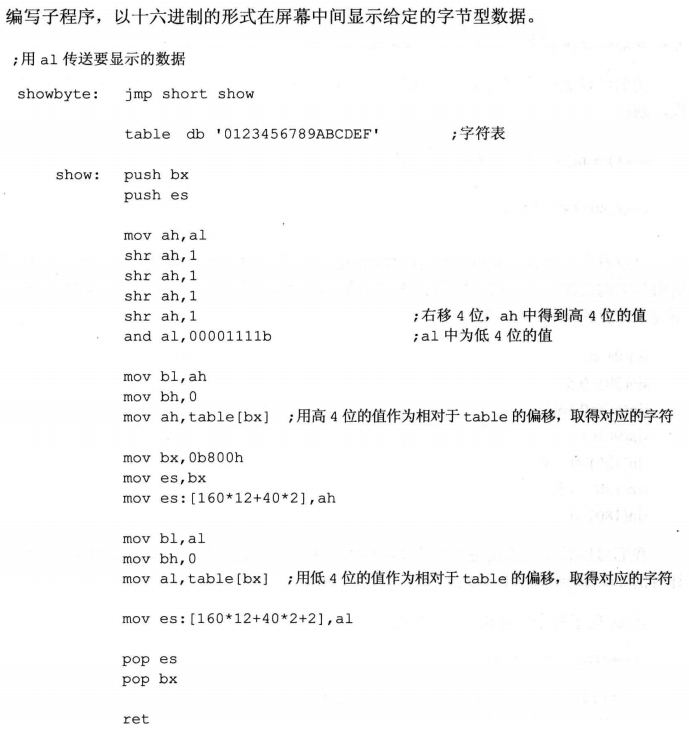 编写子程序，以十六进制的形式在屏幕中间显示给定的字节型数据。
;用 al 传送要显示的数据
showbyte: jmp short show
table db '0123456789ABCDEF' ;字符表
show: push bx
push es
mov ah,al
shr ah,1
shr ah,1
shr ah,1
shr ah,1 ;右移 4 位，ah 中得到高 4 位的值
and al,00001111b ;al 中为低 4 位的值
mov bl,ah
mov bh,0
mov ah,table[bx] ;用高 4 位的值作为相对于 table 的偏移，取得对应的字符
mov bx,0b800h
mov es,bx
mov es:[160*12+40*2],ah
mov bl,al
mov bh,0
mov al,table[bx] ;用低 4 位的值作为相对于 table 的偏移，取得对应的字符
mov es:[160*12+40*2+2],al
pop es
pop bx
ret